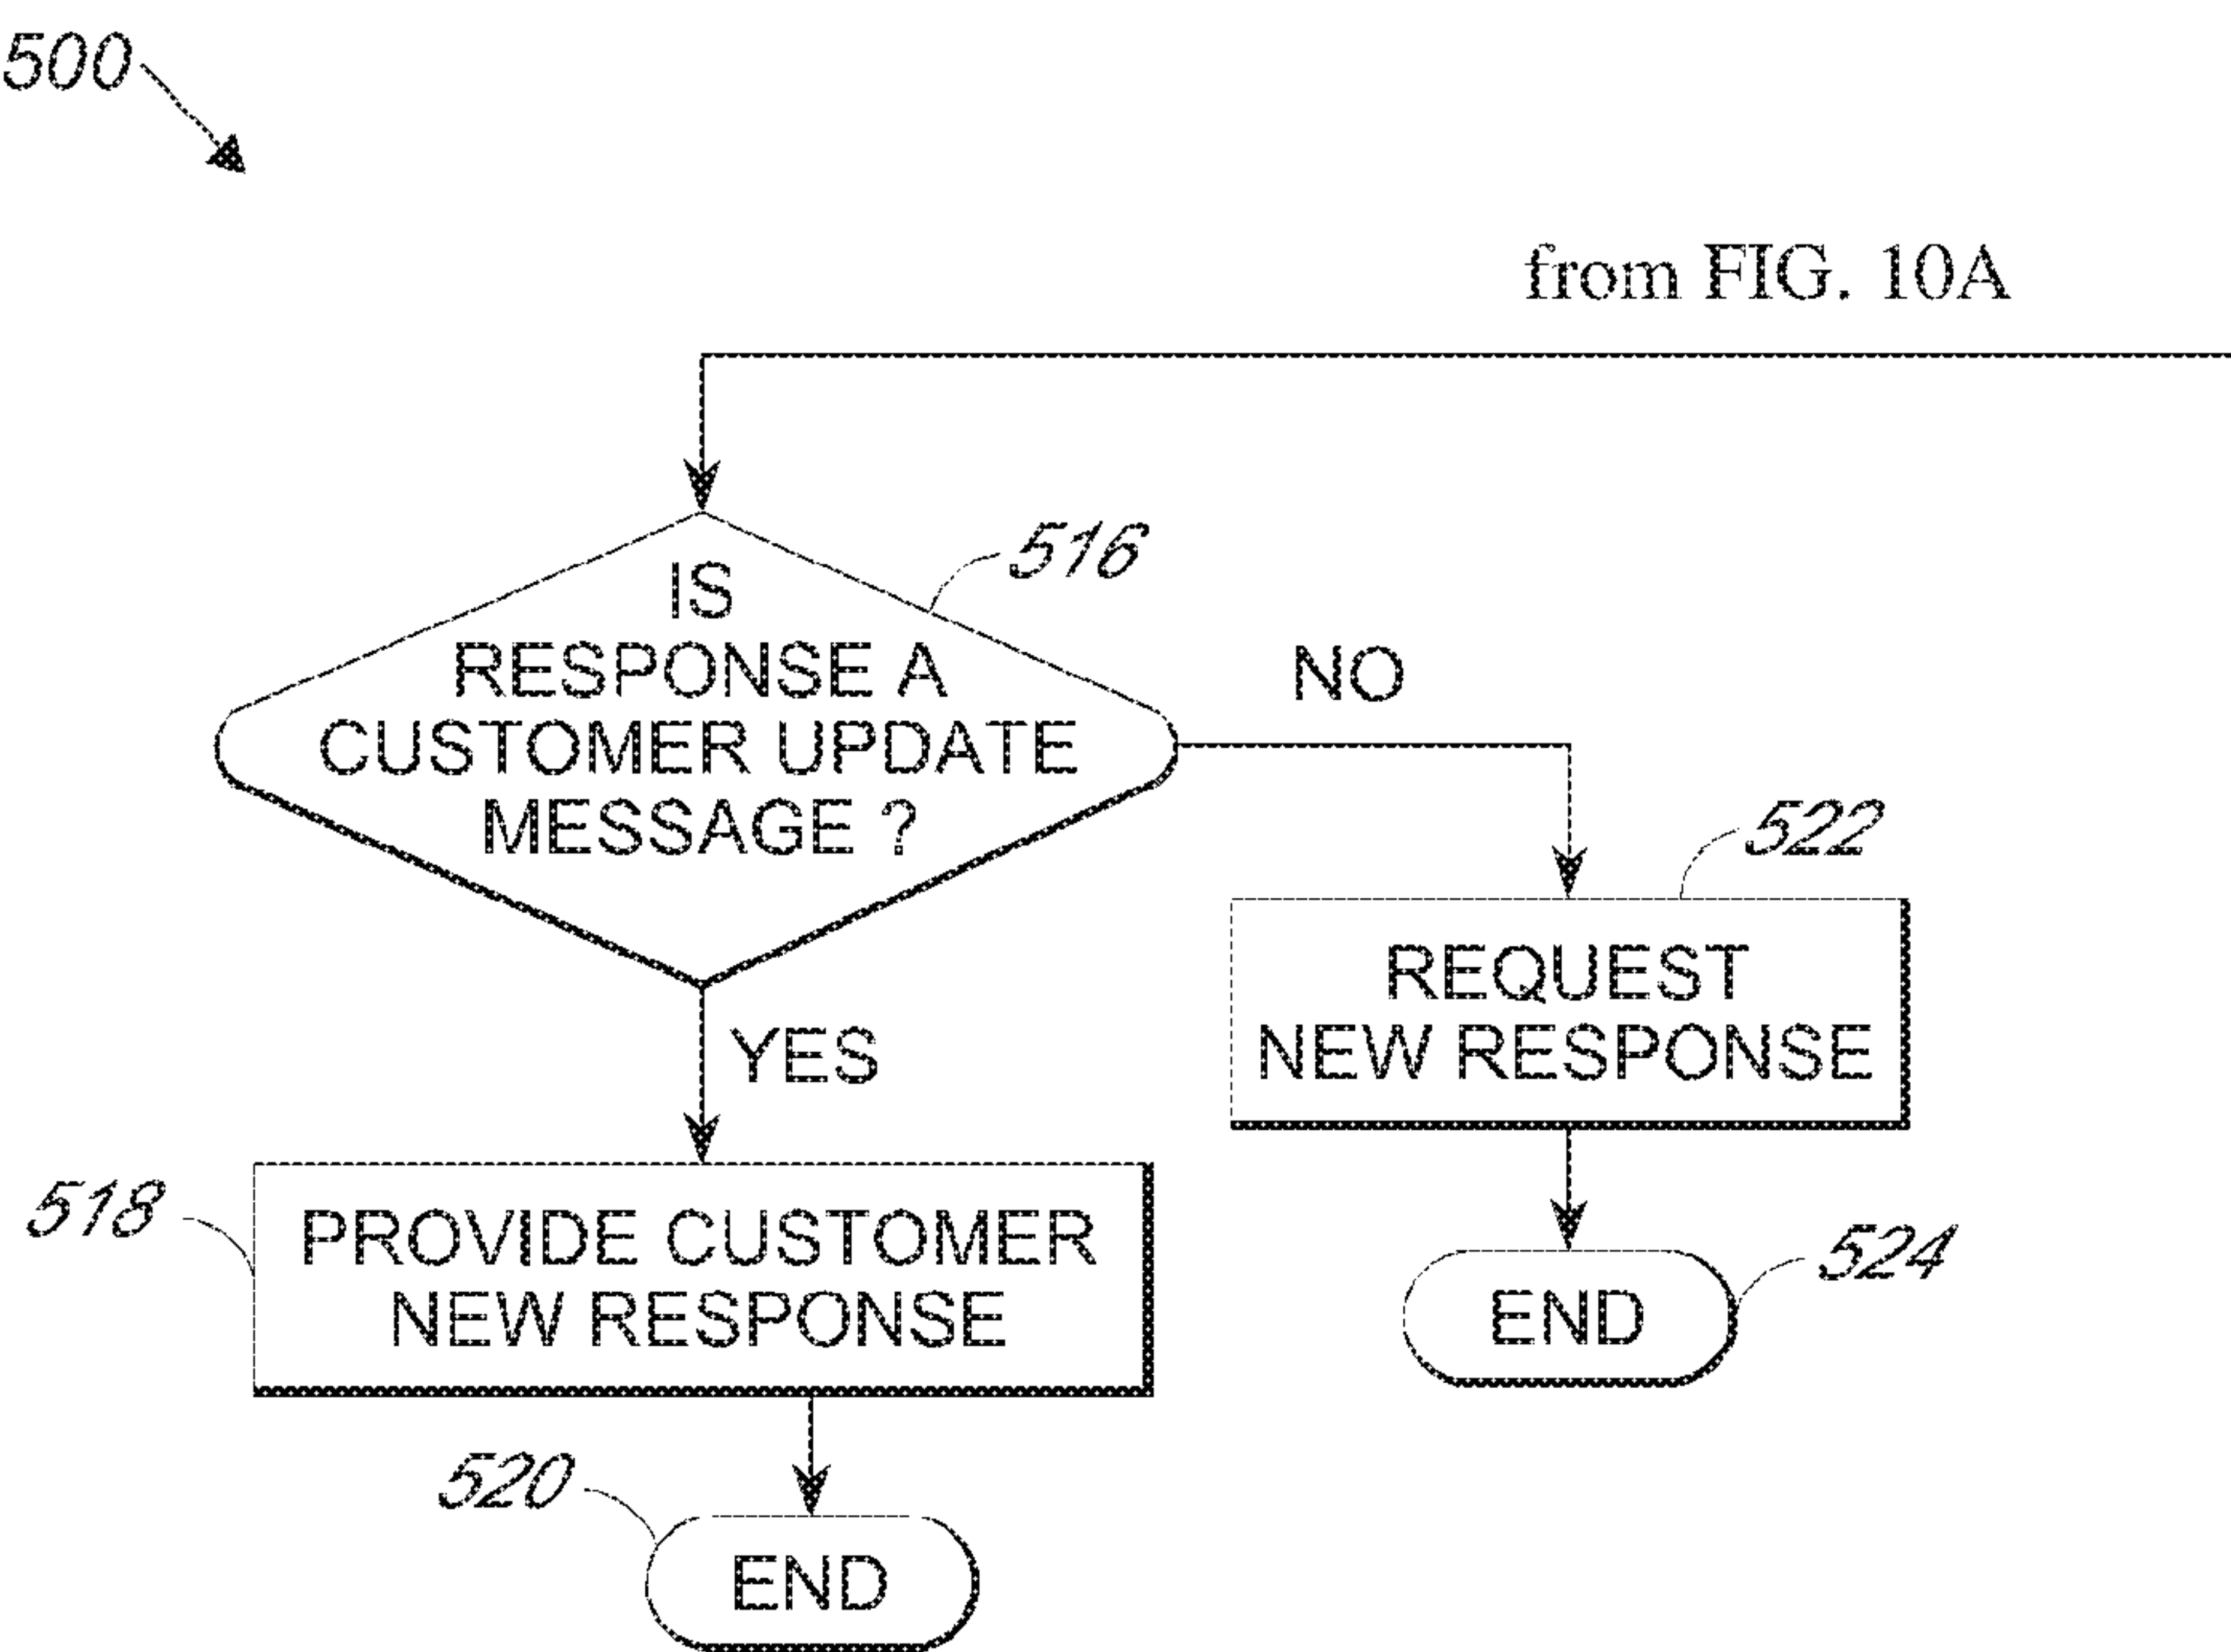 500
from FIG. 10A
516
IS
RESPONSE A
CUSTOMER UPDATE
MESSAGE ?
NO
522
REQUEST
NEW RESPONSE
YES
518
PROVIDE CUSTOMER
NEW RESPONSE
524
END
520
END